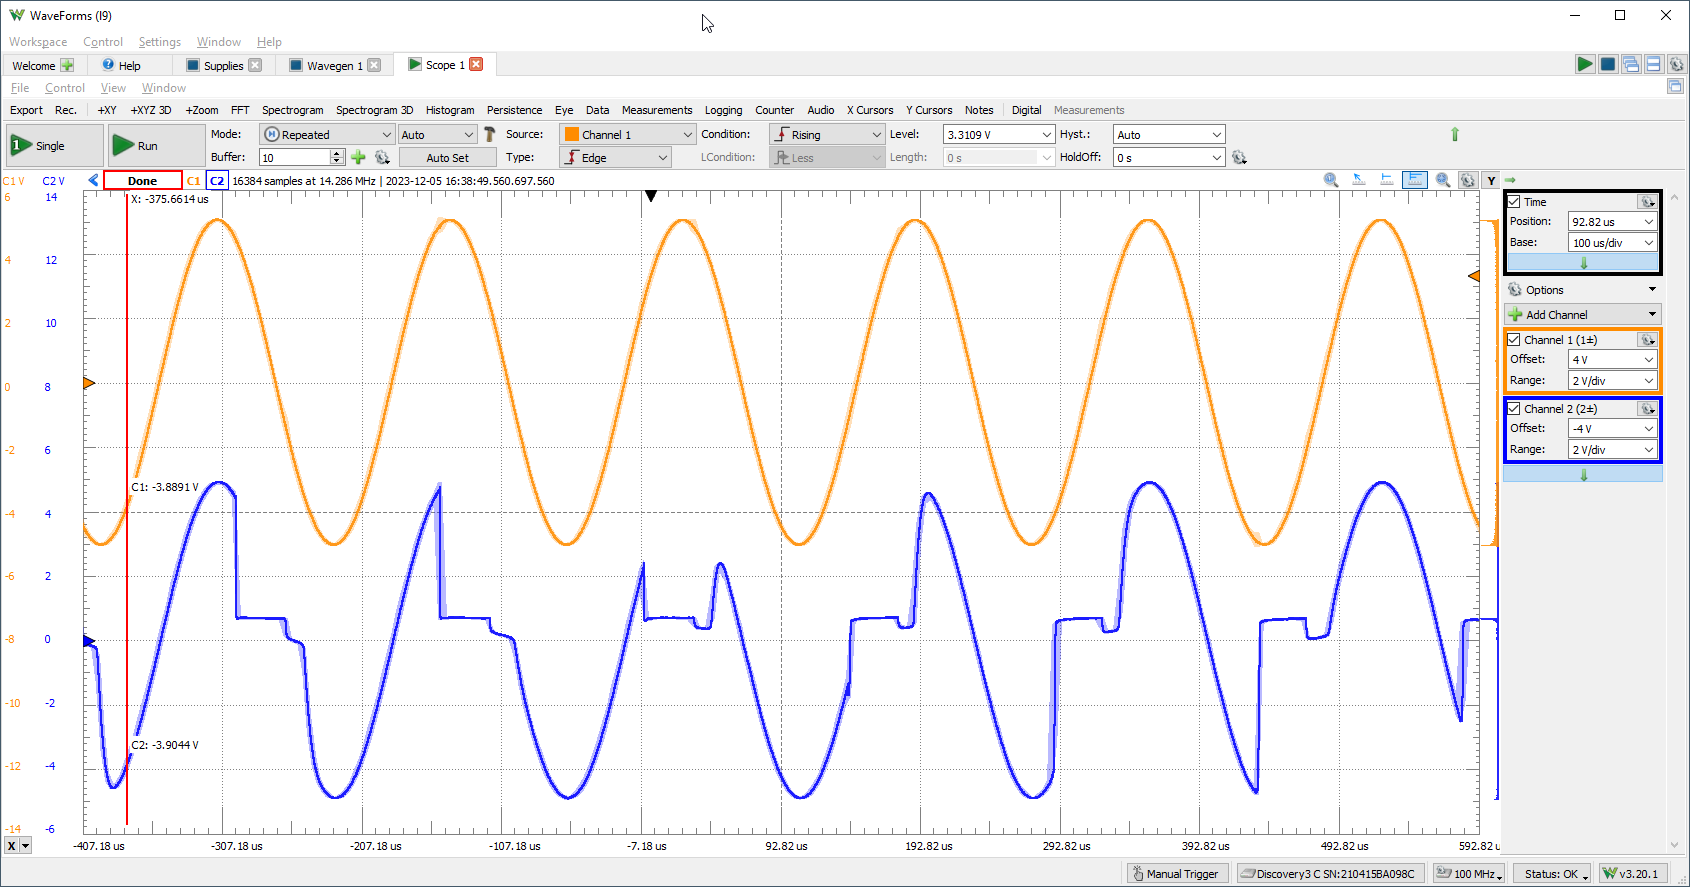 WaveForms (I9)
Workspace Control Settings Window Help
Welcome Help Supplies Wavegen 1 Scope 1
File Control View Window
Export Rec. +XY +XYZ 3D +Zoom FFT Spectrogram Spectrogram 3D Histogram Persistence Eye Data Measurements Logging Counter Audio X Cursors Y Cursors Notes Digital Measurements
1 Single Run Mode: Repeated Auto Source: Channel 1 Condition: Rising Level: 3.3109 V Hyst.: Auto
Buffer: 10 Auto Set Type: Edge LCondition: Less Length: 0 s HoldOff: 0 s
C1 V C2 V Done C1 C2 16384 samples at 14.286 MHz | 2023-12-05 16:38:49.560.697.560 Y
X: -375.6614 us
C1: -3.8891 V
C2: -3.9044 V
6 14
4 12
2 10
0 8
-2 6
-4 4
-6 2
-8 0
-10 -2
-12 -4
-14 -6
X -407.18 us -307.18 us -207.18 us -107.18 us -7.18 us 92.82 us 192.82 us 292.82 us 392.82 us 492.82 us 592.82 u
Time
Position: 92.82 us
Base: 100 us/div
Options
Add Channel
Channel 1 (1±)
Offset: 4 V
Range: 2 V/div
Channel 2 (2±)
Offset: -4 V
Range: 2 V/div
Manual Trigger Discovery3 C SN:210415BA098C 100 MHz Status: OK v3.20.1